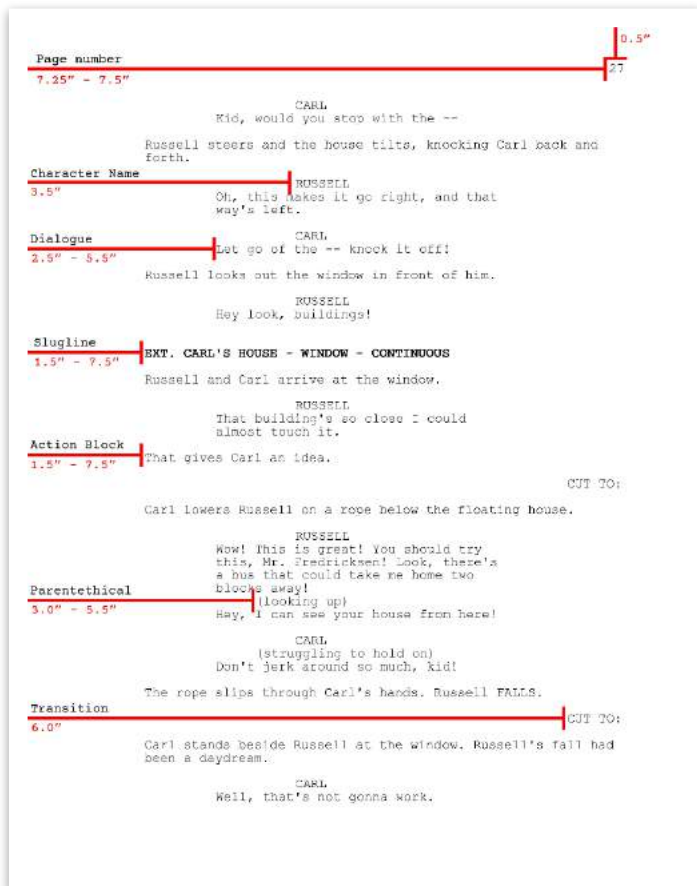 0.5"
Page number
27
7.25" - 7.5"
CARL
Kid, would you stop with the --
Russell steers and the house tilts, knocking Carl back and
forth.
Character Name
RUSSELL
3.5"
Oh, this makes it go right, and that
way's left.
Dialogue
CARL
Let go of the -- knock it off!
2.5" - 5.5"
Russell looks out the window in front of him.
RUSSELL
Hey look, buildings!
Slugline
EXT. CARL'S HOUSE - WINDOW - CONTINUOUS
1.5" - 7.5"
Russell and Carl arrive at the window.
RUSSELL
That building's so close I could
almost touch it.
Action Block
That gives Carl an idea.
1.5" - 7.5"
CUT TO:
Carl lowers Russell on a rope below the floating house.
RUSSELL
Wow! This is great! You should try
this, Mr. Fredricksen! Look, there's
a bus that could take me home two
blocks away!
Parentethical
(looking up)
3.0" - 5.5"
Hey, I can see your house from here!
CARL
(struggling to hold on)
Don't jerk around so much, kid!
The rope slips through Carl's hands. Russell FALLS.
Transition
CUT TO:
6.0"
Carl stands beside Russell at the window. Russell's fall had
been a daydream.
CARL
Well, that's not gonna work.